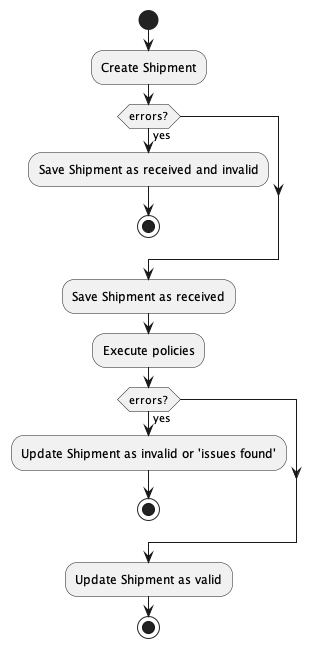 Create Shipment
errors?
yes
Save Shipment as received and invalid
Save Shipment as received
Execute policies
errors?
yes
Update Shipment as invalid or 'issues found'
Update Shipment as valid